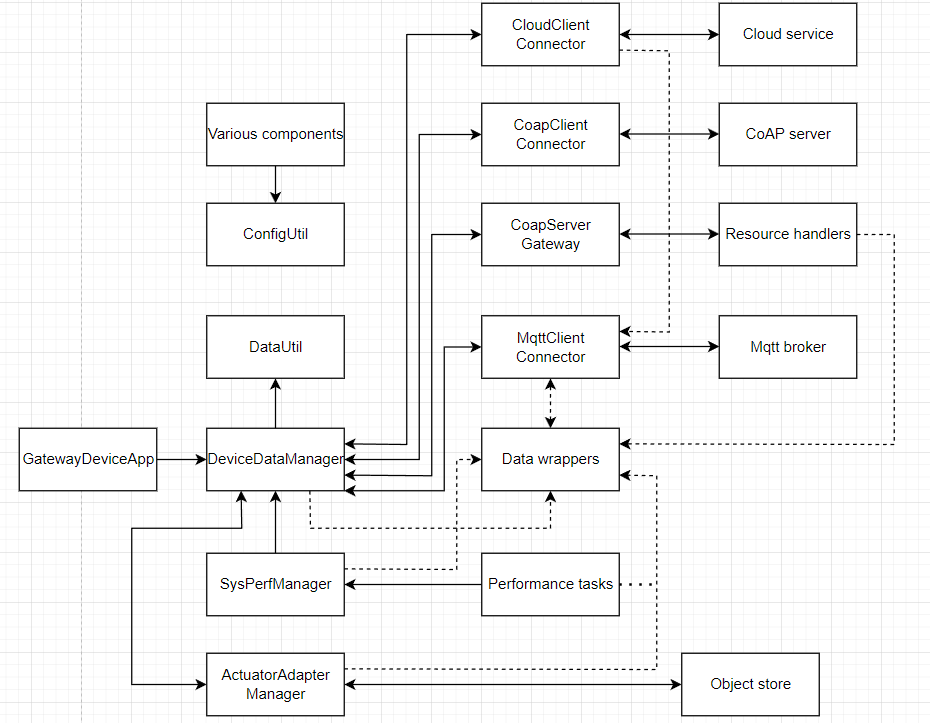 CloudClient
Connector
Cloud service
Various components
CoapClient
Connector
CoAP server
ConfigUtil
CoapServer
Gateway
Resource handlers
DataUtil
MqttClient
Connector
Mqtt broker
GatewayDeviceApp
DeviceDataManager
Data wrappers
SysPerfManager
Performance tasks
ActuatorAdapter
Manager
Object store